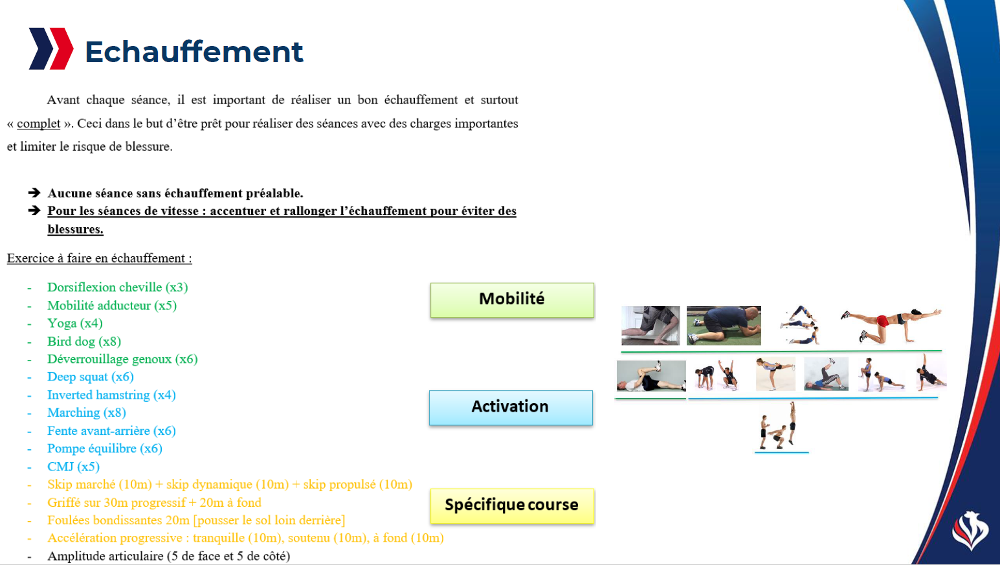 Echauffement
Avant chaque séance, il est important de réaliser un bon échauffement et surtout
« complet ». Ceci dans le but d’être prêt pour réaliser des séances avec des charges importantes
et limiter le risque de blessure.
➔ Aucune séance sans échauffement préalable.
➔ Pour les séances de vitesse : accentuer et rallonger l’échauffement pour éviter des
blessures.
Exercice à faire en échauffement :
- Dorsiflexion cheville (x3)
- Mobilité adducteur (x5)
- Yoga (x4)
- Bird dog (x8)
- Déverrouillage genoux (x6)
- Deep squat (x6)
- Inverted hamstring (x4)
- Marching (x8)
- Fente avant-arrière (x6)
- Pompe équilibre (x6)
- CMJ (x5)
- Skip marché (10m) + skip dynamique (10m) + skip propulsé (10m)
- Griffé sur 30m progressif + 20m à fond
- Foulées bondissantes 20m [pousser le sol loin derrière]
- Accélération progressive : tranquille (10m), soutenu (10m), à fond (10m)
- Amplitude articulaire (5 de face et 5 de côté)
Mobilité
Activation
Spécifique course